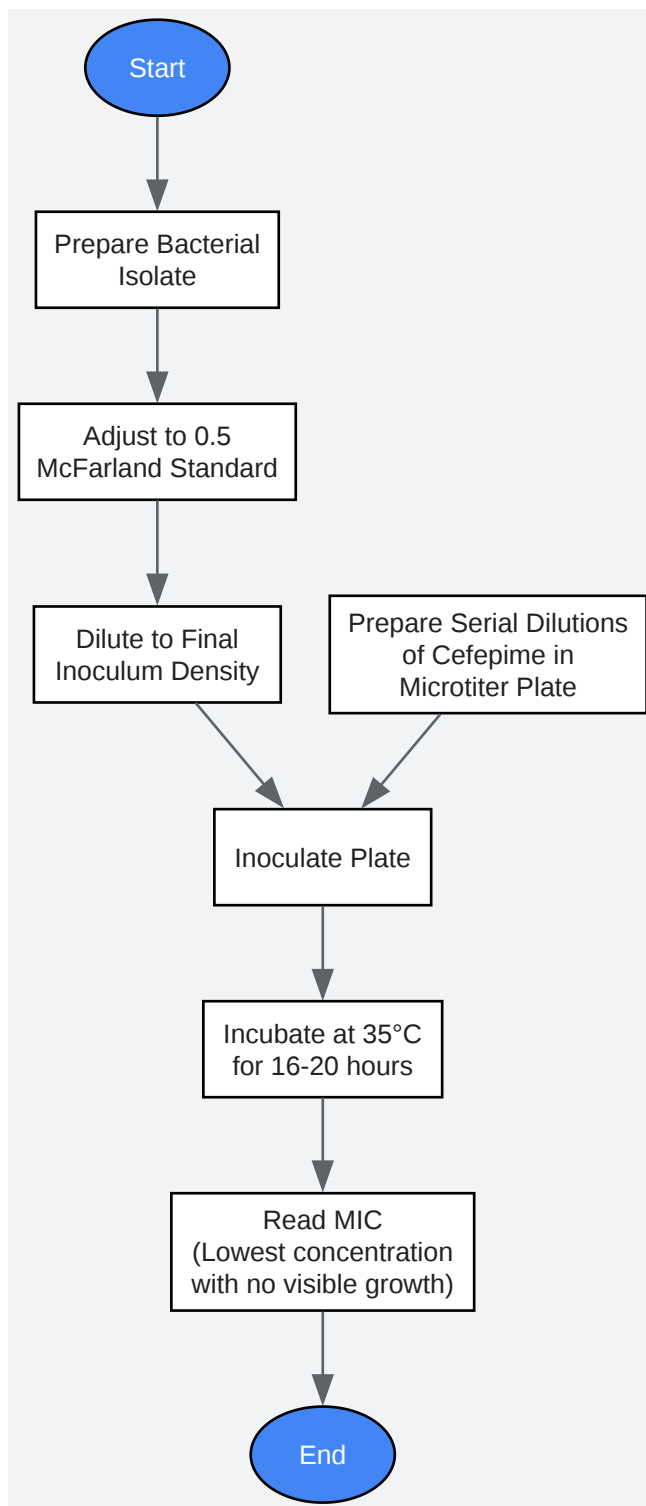 Start
Prepare Bacterial
Isolate
Adjust to 0.5
McFarland Standard
Dilute to Final
Inoculum Density
Prepare Serial Dilutions
of Cefepime in
Microtiter Plate
Inoculate Plate
Incubate at 35°C
for 16-20 hours
Read MIC
(Lowest concentration
with no visible growth)
End